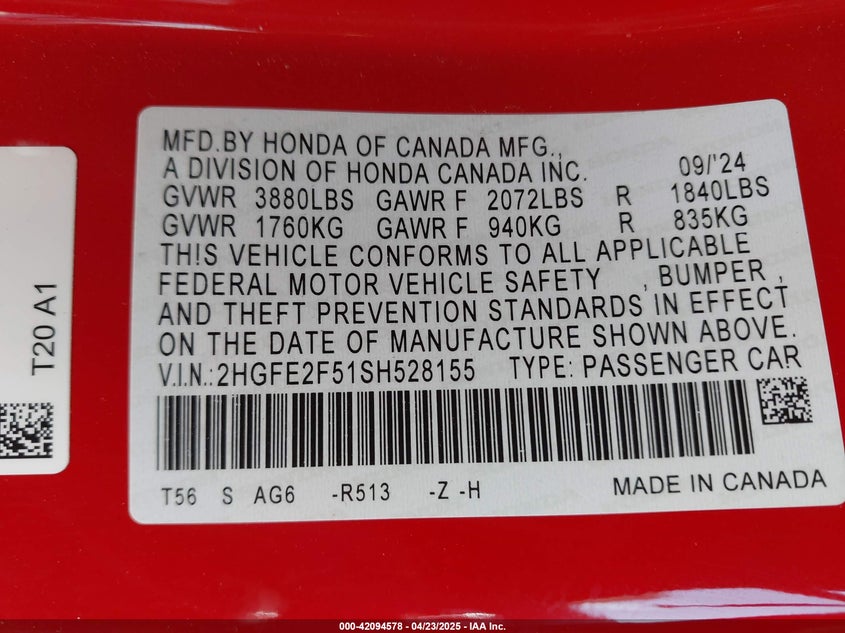 MFD.BY HONDA OF CANADA MFG.,
A DIVISION OF HONDA CANADA INC. 09/'24
GVWR 3880LBS GAWR F 2072LBS R 1840LBS
GVWR 1760KG GAWR F 940KG R 835KG
THIS VEHICLE CONFORMS TO ALL APPLICABLE
FEDERAL MOTOR VEHICLE SAFETY , BUMPER ,
AND THEFT PREVENTION STANDARDS IN EFFECT
ON THE DATE OF MANUFACTURE SHOWN ABOVE.
V.I.N.:2HGFE2F51SH528155 TYPE: PASSENGER CAR
T56 S AG6 -R513 -Z -H MADE IN CANADA
T20 A1
000-42094578 - 04/23/2025 - IAA Inc.